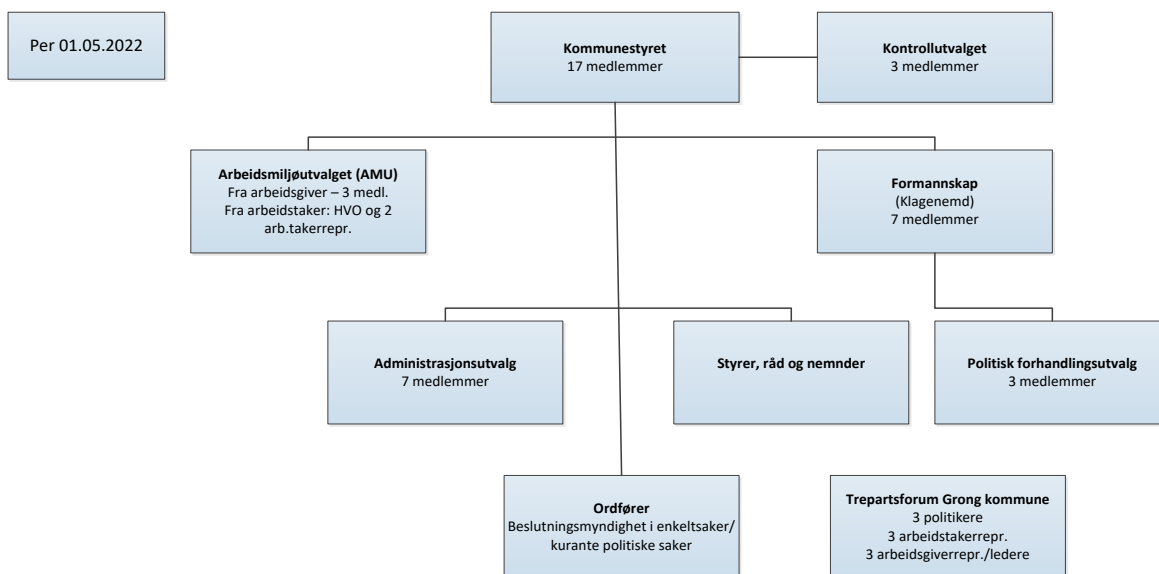 Per 01.05.2022
Kommunestyret
17 medlemmer
Kontrollutvalget
3 medlemmer
Arbeidsmiljøutvalget (AMU)
Fra arbeidsgiver – 3 medl.
Fra arbeidstaker: HVO og 2
arb.takerrepr.
Formannskap
(Klagenemd)
7 medlemmer
Administrasjonsutvalg
7 medlemmer
Styrer, råd og nemnder
Politisk forhandlingsutvalg
3 medlemmer
Ordfører
Beslutningsmyndighet i enkeltsaker/
kurante politiske saker
Trepartsforum Grong kommune
3 politikere
3 arbeidstakerrepr.
3 arbeidsgiverrepr./ledere